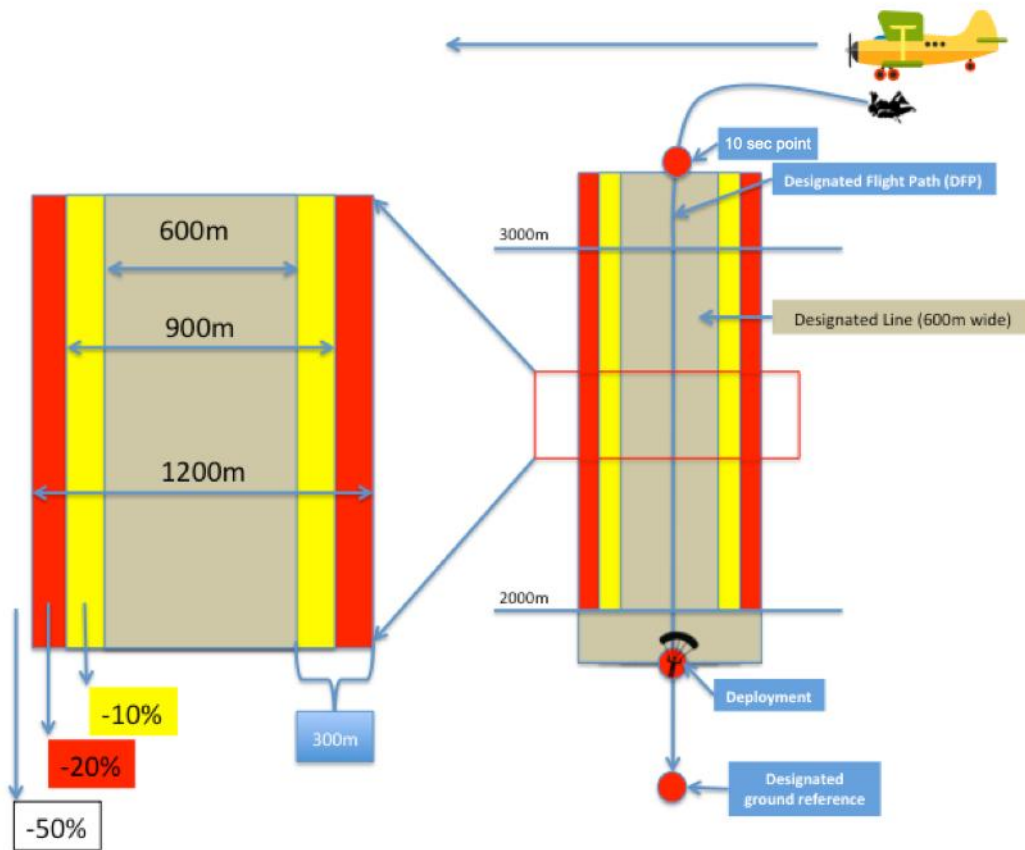 10 sec point
Designated Flight Path (DFP)
3000m
600m
Designated Line (600m wide)
900m
1200m
2000m
Deployment
-10%
300m
-20%
Designated
ground reference
-50%